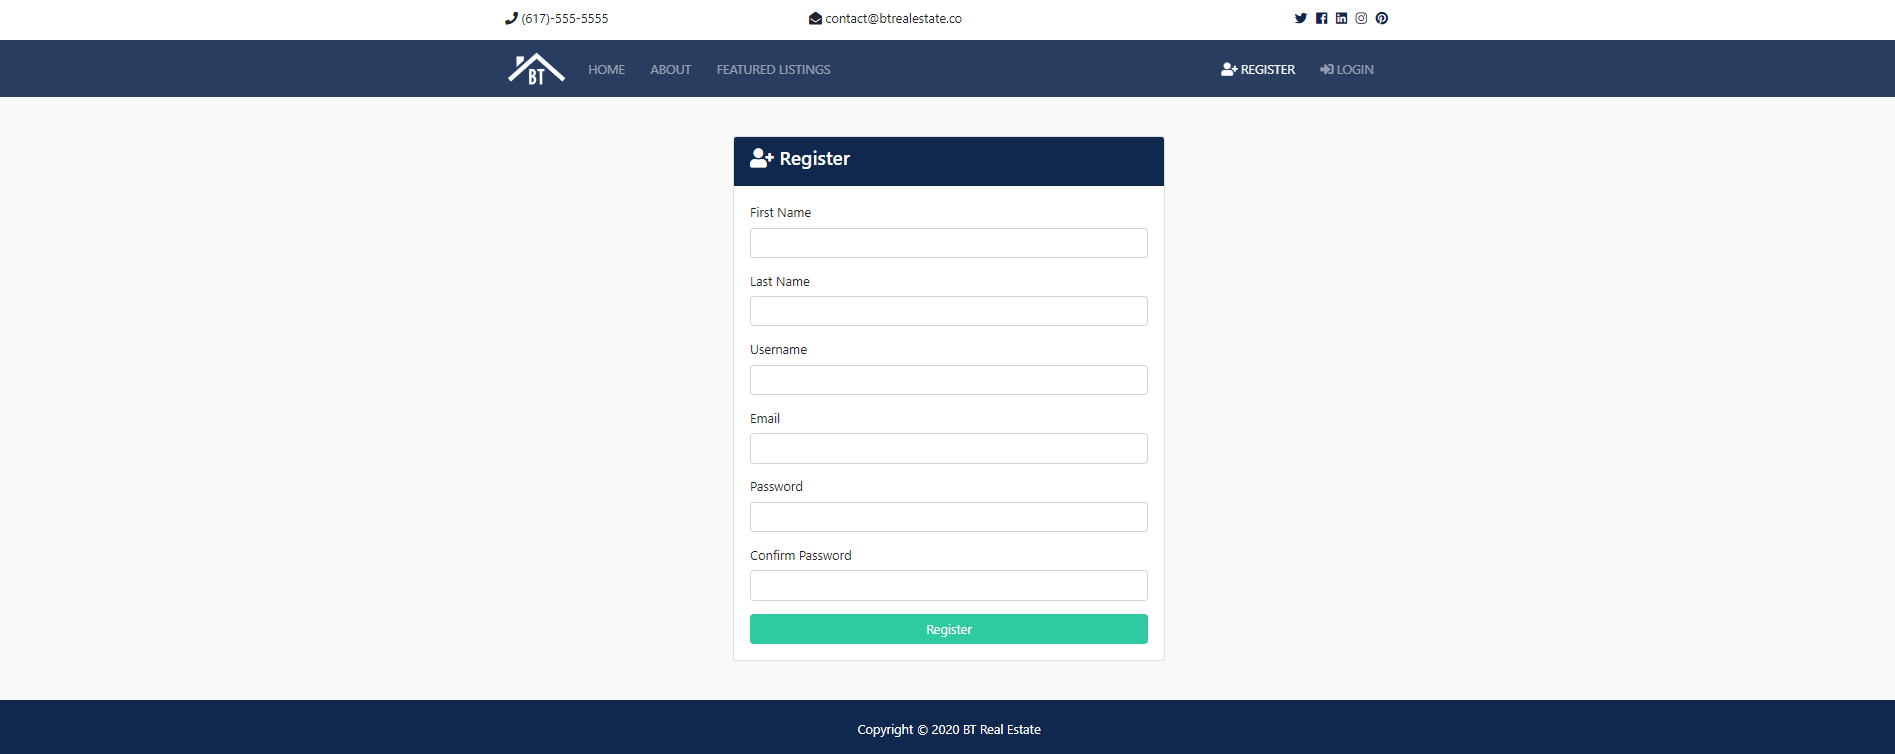 (617)-555-5555 contact@btrealestate.co
BT HOME ABOUT FEATURED LISTINGS REGISTER LOGIN
Register
First Name
Last Name
Username
Email
Password
Confirm Password
Register
Copyright © 2020 BT Real Estate